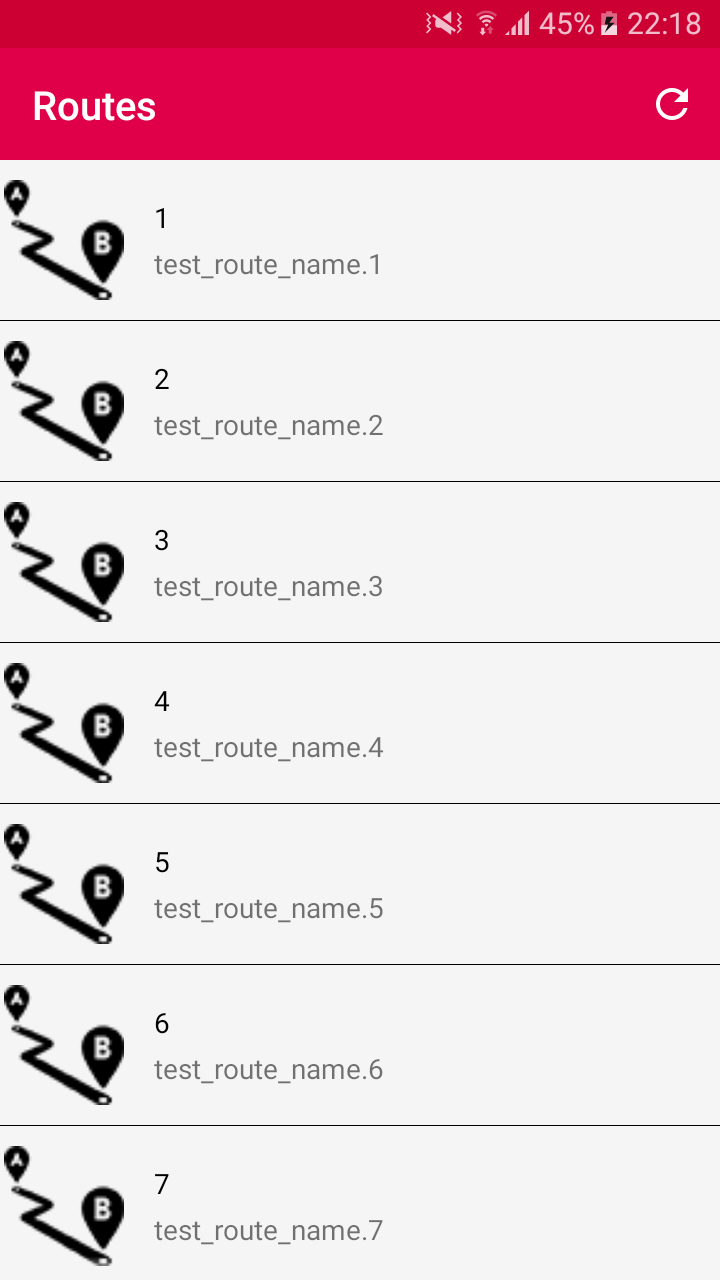 45% 22:18
Routes
A
B
1
test_route_name.1
A
B
2
test_route_name.2
A
B
3
test_route_name.3
A
B
4
test_route_name.4
A
B
5
test_route_name.5
A
B
6
test_route_name.6
A
B
7
test_route_name.7